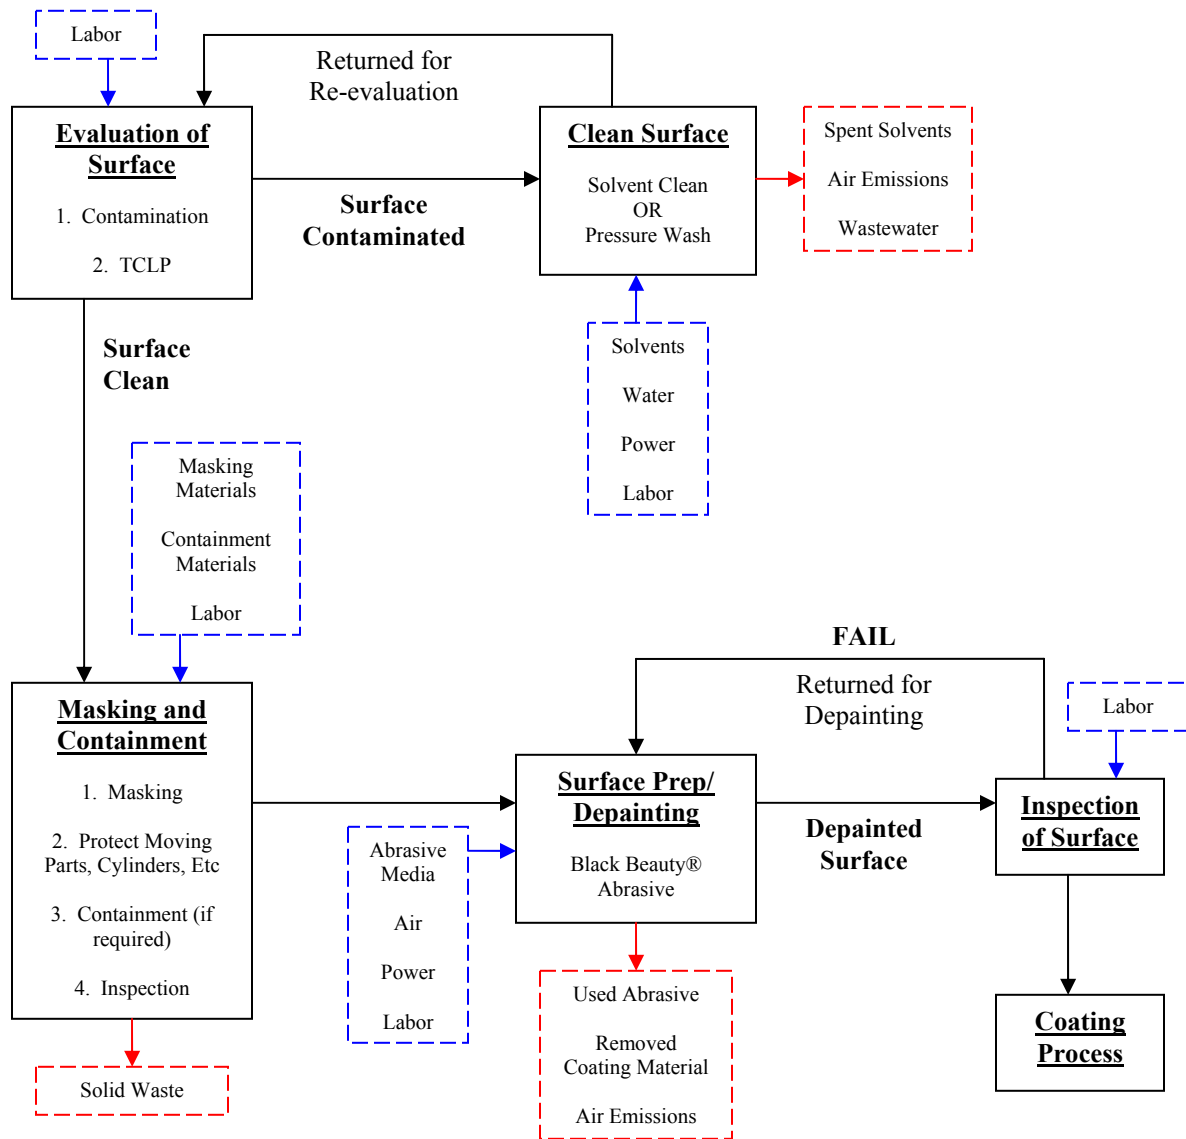 Labor
Returned for
Re-evaluation
Evaluation of
Surface
1. Contamination
2. TCLP
Surface
Contaminated
Clean Surface
Solvent Clean
OR
Pressure Wash
Spent Solvents
Air Emissions
Wastewater
Solvents
Water
Power
Labor
Surface
Clean
Masking
Materials
Containment
Materials
Labor
Masking and
Containment
1. Masking
2. Protect Moving
Parts, Cylinders, Etc
3. Containment (if
required)
4. Inspection
Solid Waste
Abrasive
Media
Air
Power
Labor
Surface Prep/
Depainting
Black Beauty®
Abrasive
Used Abrasive
Removed
Coating Material
Air Emissions
FAIL
Returned for
Depainting
Depainted
Surface
Labor
Inspection
of Surface
Coating
Process